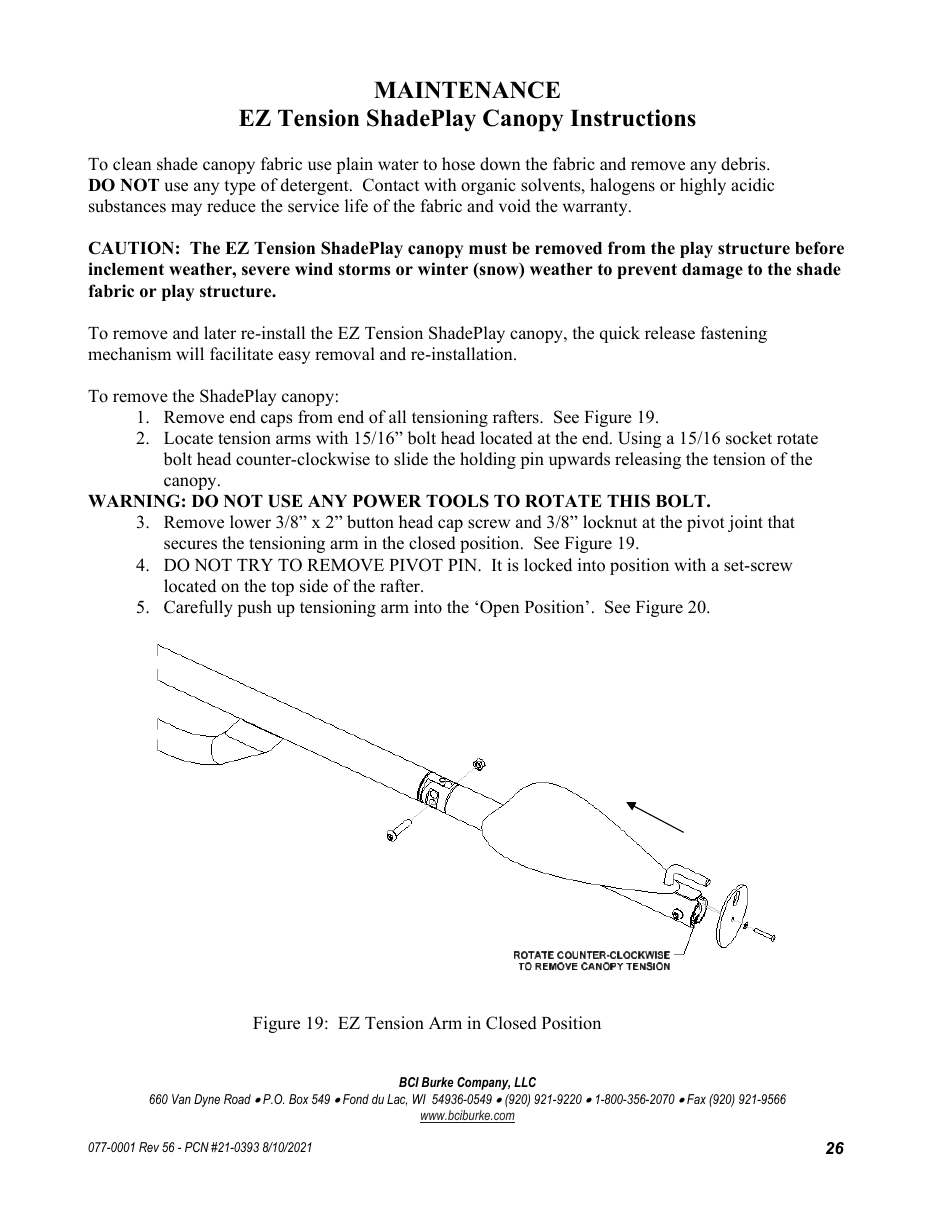 MAINTENANCE
EZ Tension ShadePlay Canopy Instructions
To clean shade canopy fabric use plain water to hose down the fabric and remove any debris.
DO NOT use any type of detergent.  Contact with organic solvents, halogens or highly acidic
substances may reduce the service life of the fabric and void the warranty.
CAUTION:  The EZ Tension ShadePlay canopy must be removed from the play structure before
inclement weather, severe wind storms or winter (snow) weather to prevent damage to the shade
fabric or play structure.
To remove and later re-install the EZ Tension ShadePlay canopy, the quick release fastening
mechanism will facilitate easy removal and re-installation.
To remove the ShadePlay canopy:
1. Remove end caps from end of all tensioning rafters.  See Figure 19.
2. Locate tension arms with 15/16” bolt head located at the end. Using a 15/16 socket rotate
bolt head counter-clockwise to slide the holding pin upwards releasing the tension of the
canopy.
WARNING: DO NOT USE ANY POWER TOOLS TO ROTATE THIS BOLT.
3. Remove lower 3/8” x 2” button head cap screw and 3/8” locknut at the pivot joint that
secures the tensioning arm in the closed position.  See Figure 19.
4. DO NOT TRY TO REMOVE PIVOT PIN.  It is locked into position with a set-screw
located on the top side of the rafter.
5. Carefully push up tensioning arm into the ‘Open Position’.  See Figure 20.
ROTATE COUNTER-CLOCKWISE
TO REMOVE CANOPY TENSION
Figure 19:  EZ Tension Arm in Closed Position
BCI Burke Company, LLC
660 Van Dyne Road • P.O. Box 549 • Fond du Lac, WI  54936-0549 • (920) 921-9220 • 1-800-356-2070 • Fax (920) 921-9566
www.bciburke.com
077-0001 Rev 56 - PCN #21-0393 8/10/2021
26